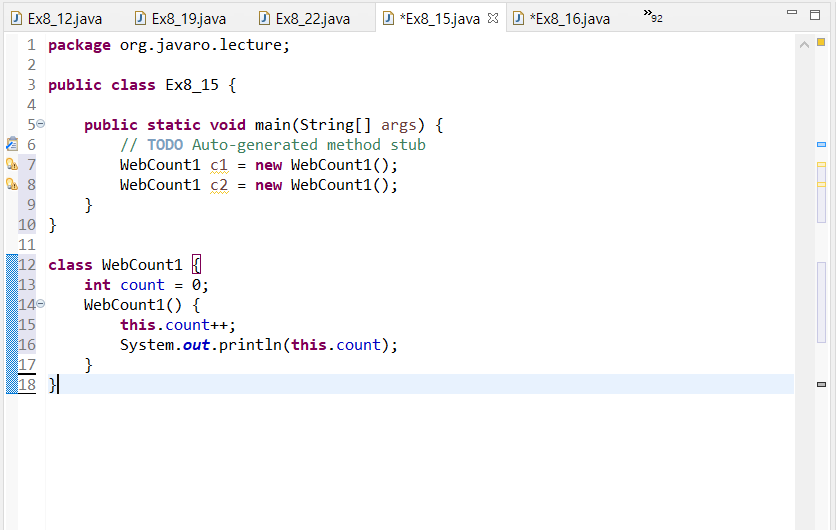 Ex8_12.java Ex8_19.java Ex8_22.java *Ex8_15.java *Ex8_16.java »92
1 package org.javaro.lecture;
2
3 public class Ex8_15 {
4
5 public static void main(String[] args) {
6 // TODO Auto-generated method stub
7 WebCount1 c1 = new WebCount1();
8 WebCount1 c2 = new WebCount1();
9 }
10 }
11
12 class WebCount1 {
13 int count = 0;
14 WebCount1() {
15 this.count++;
16 System.out.println(this.count);
17 }
18 }